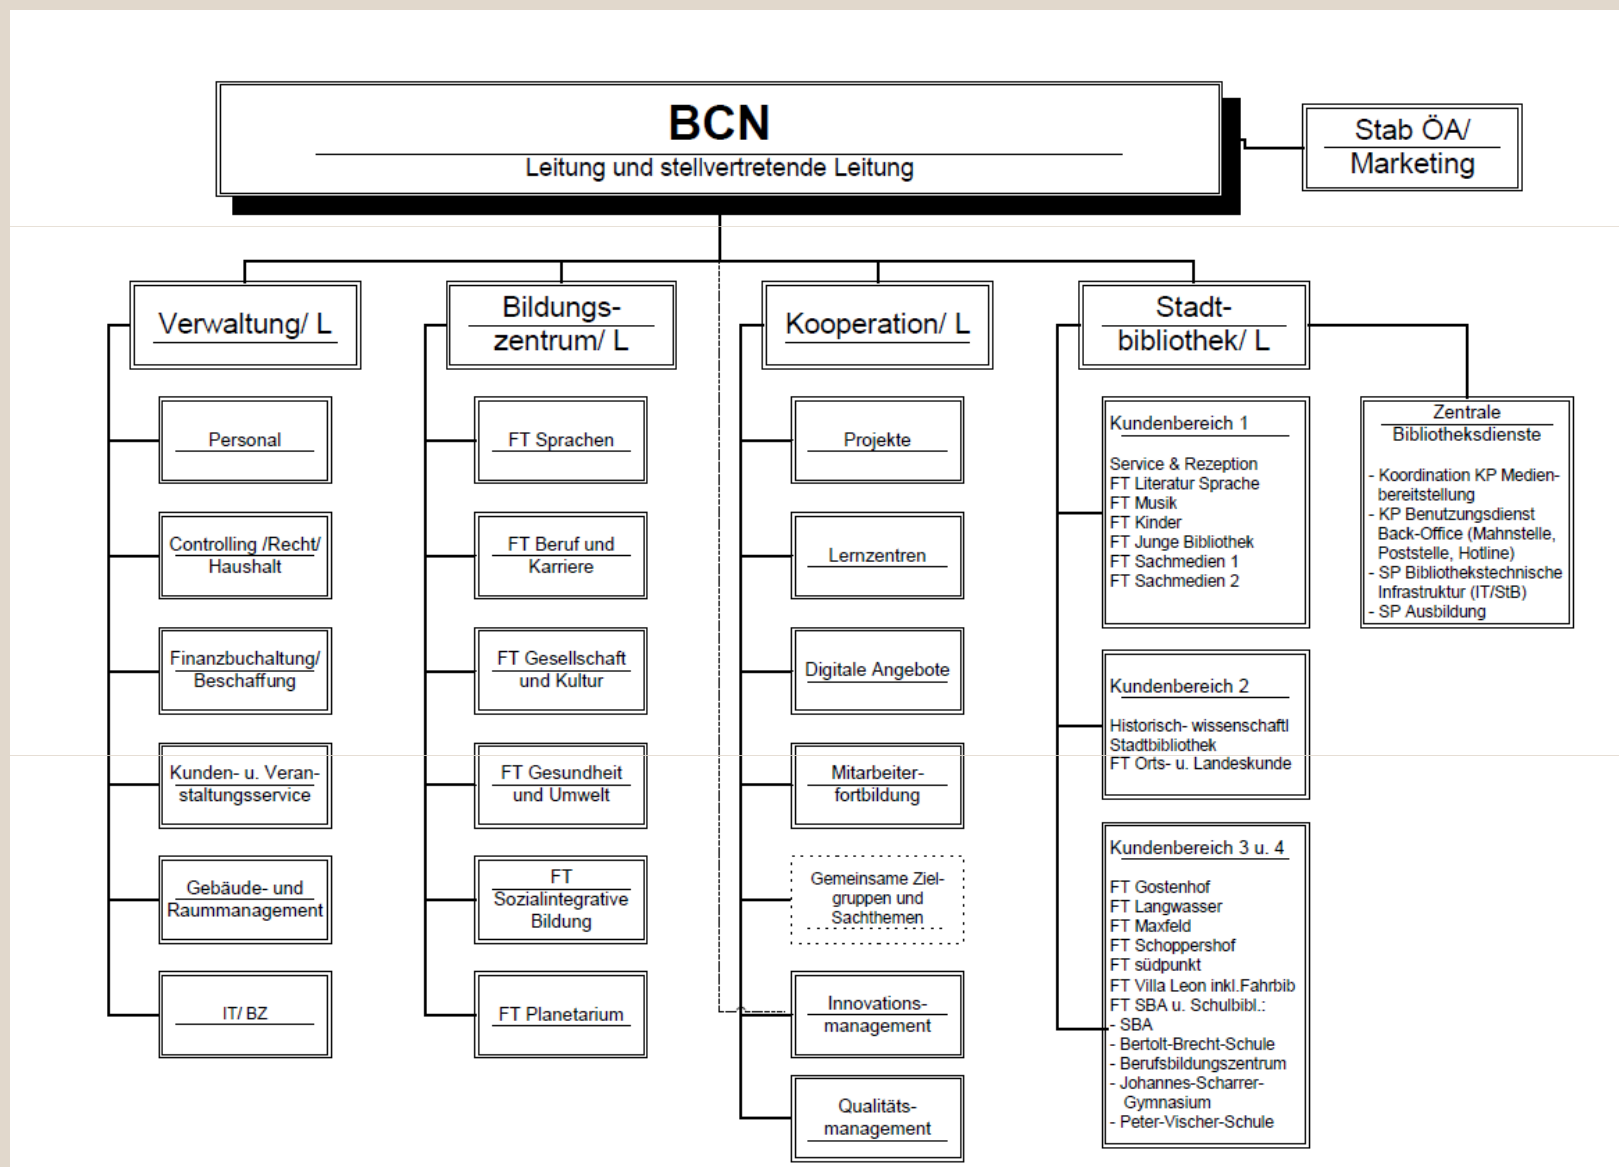 BCN
Leitung und stellvertretende Leitung
Stab ÖA/
Marketing
Verwaltung/ L
Personal
Controlling /Recht/
Haushalt
Finanzbuchaltung/
Beschaffung
Kunden- u. Veran-
staltungsservice
Gebäude- und
Raummanagement
IT/ BZ
Bildungs-
zentrum/ L
FT Sprachen
FT Beruf und
Karriere
FT Gesellschaft
und Kultur
FT Gesundheit
und Umwelt
FT
Sozialintegrative
Bildung
FT Planetarium
Kooperation/ L
Projekte
Lernzentren
Digitale Angebote
Mitarbeiter-
fortbildung
Gemeinsame Ziel-
gruppen und
Sachthemen
Innovations-
management
Qualitäts-
management
Stadt-
bibliothek/ L
Kundenbereich 1
Service & Rezeption
FT Literatur Sprache
FT Musik
FT Kinder
FT Junge Bibliothek
FT Sachmedien 1
FT Sachmedien 2
Kundenbereich 2
Historisch- wissenschaftl
Stadtbibliothek
FT Orts- u. Landeskunde
Kundenbereich 3 u. 4
FT Gostenhof
FT Langwasser
FT Maxfeld
FT Schoppershof
FT südpunkt
FT Villa Leon inkl.Fahrbib
FT SBA u. Schulbibl.:
- SBA
- Bertolt-Brecht-Schule
- Berufsbildungszentrum
- Johannes-Scharrer-
Gymnasium
- Peter-Vischer-Schule
Zentrale
Bibliotheksdienste
- Koordination KP Medien-
bereitstellung
- KP Benutzungsdienst
Back-Office (Mahnstelle,
Poststelle, Hotline)
- SP Bibliothekstechnische
Infrastruktur (IT/StB)
- SP Ausbildung